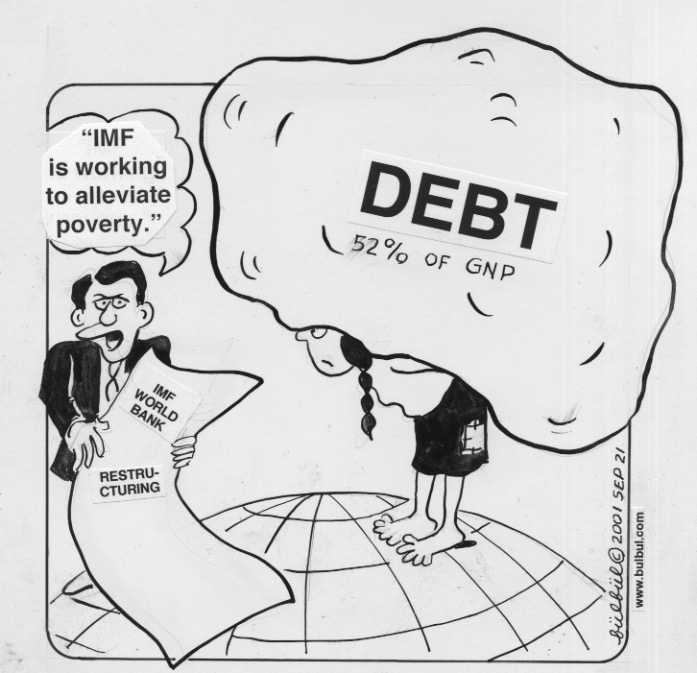 “IMF
is working
to alleviate
poverty.”
DEBT
52% OF GNP
IMF
WORLD
BANK
RESTRU-
CTURING
bülbül © 2001 SEP 21
www.bulbul.com